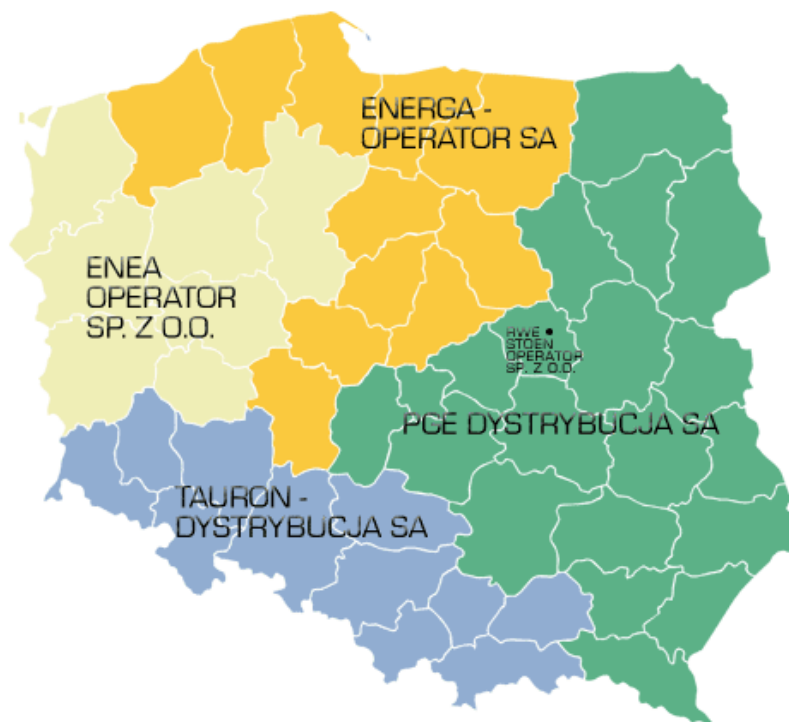 ENERGA -
OPERATOR SA
ENEA
OPERATOR
SP. Z O.O.
RWE
STOEN
OPERATOR
SP. Z O.O.
PGE DYSTRYBUCJA SA
TAURON -
DYSTRYBUCJA SA